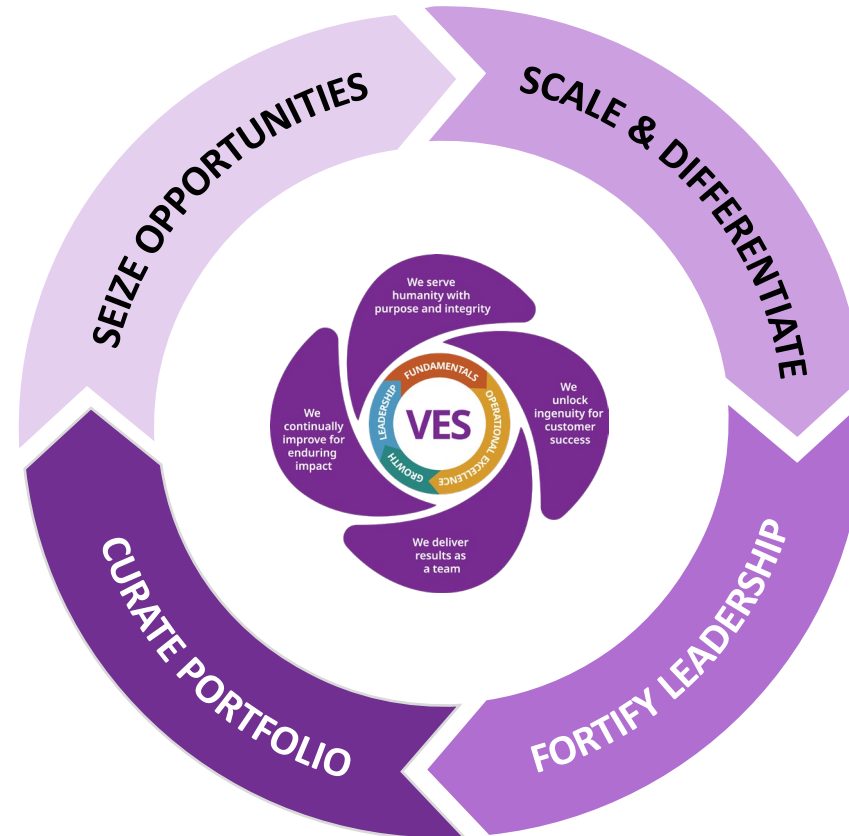 SEIZE OPPORTUNITIES
SCALE & DIFFERENTIATE
FORTIFY LEADERSHIP
CURATE PORTFOLIO
We serve
humanity with
purpose and integrity
We
unlock
ingenuity for
customer
success
We deliver
results as
a team
We
continually
improve for
enduring
impact
FUNDAMENTALS
OPERATIONAL EXCELLENCE
GROWTH
LEADERSHIP
VES